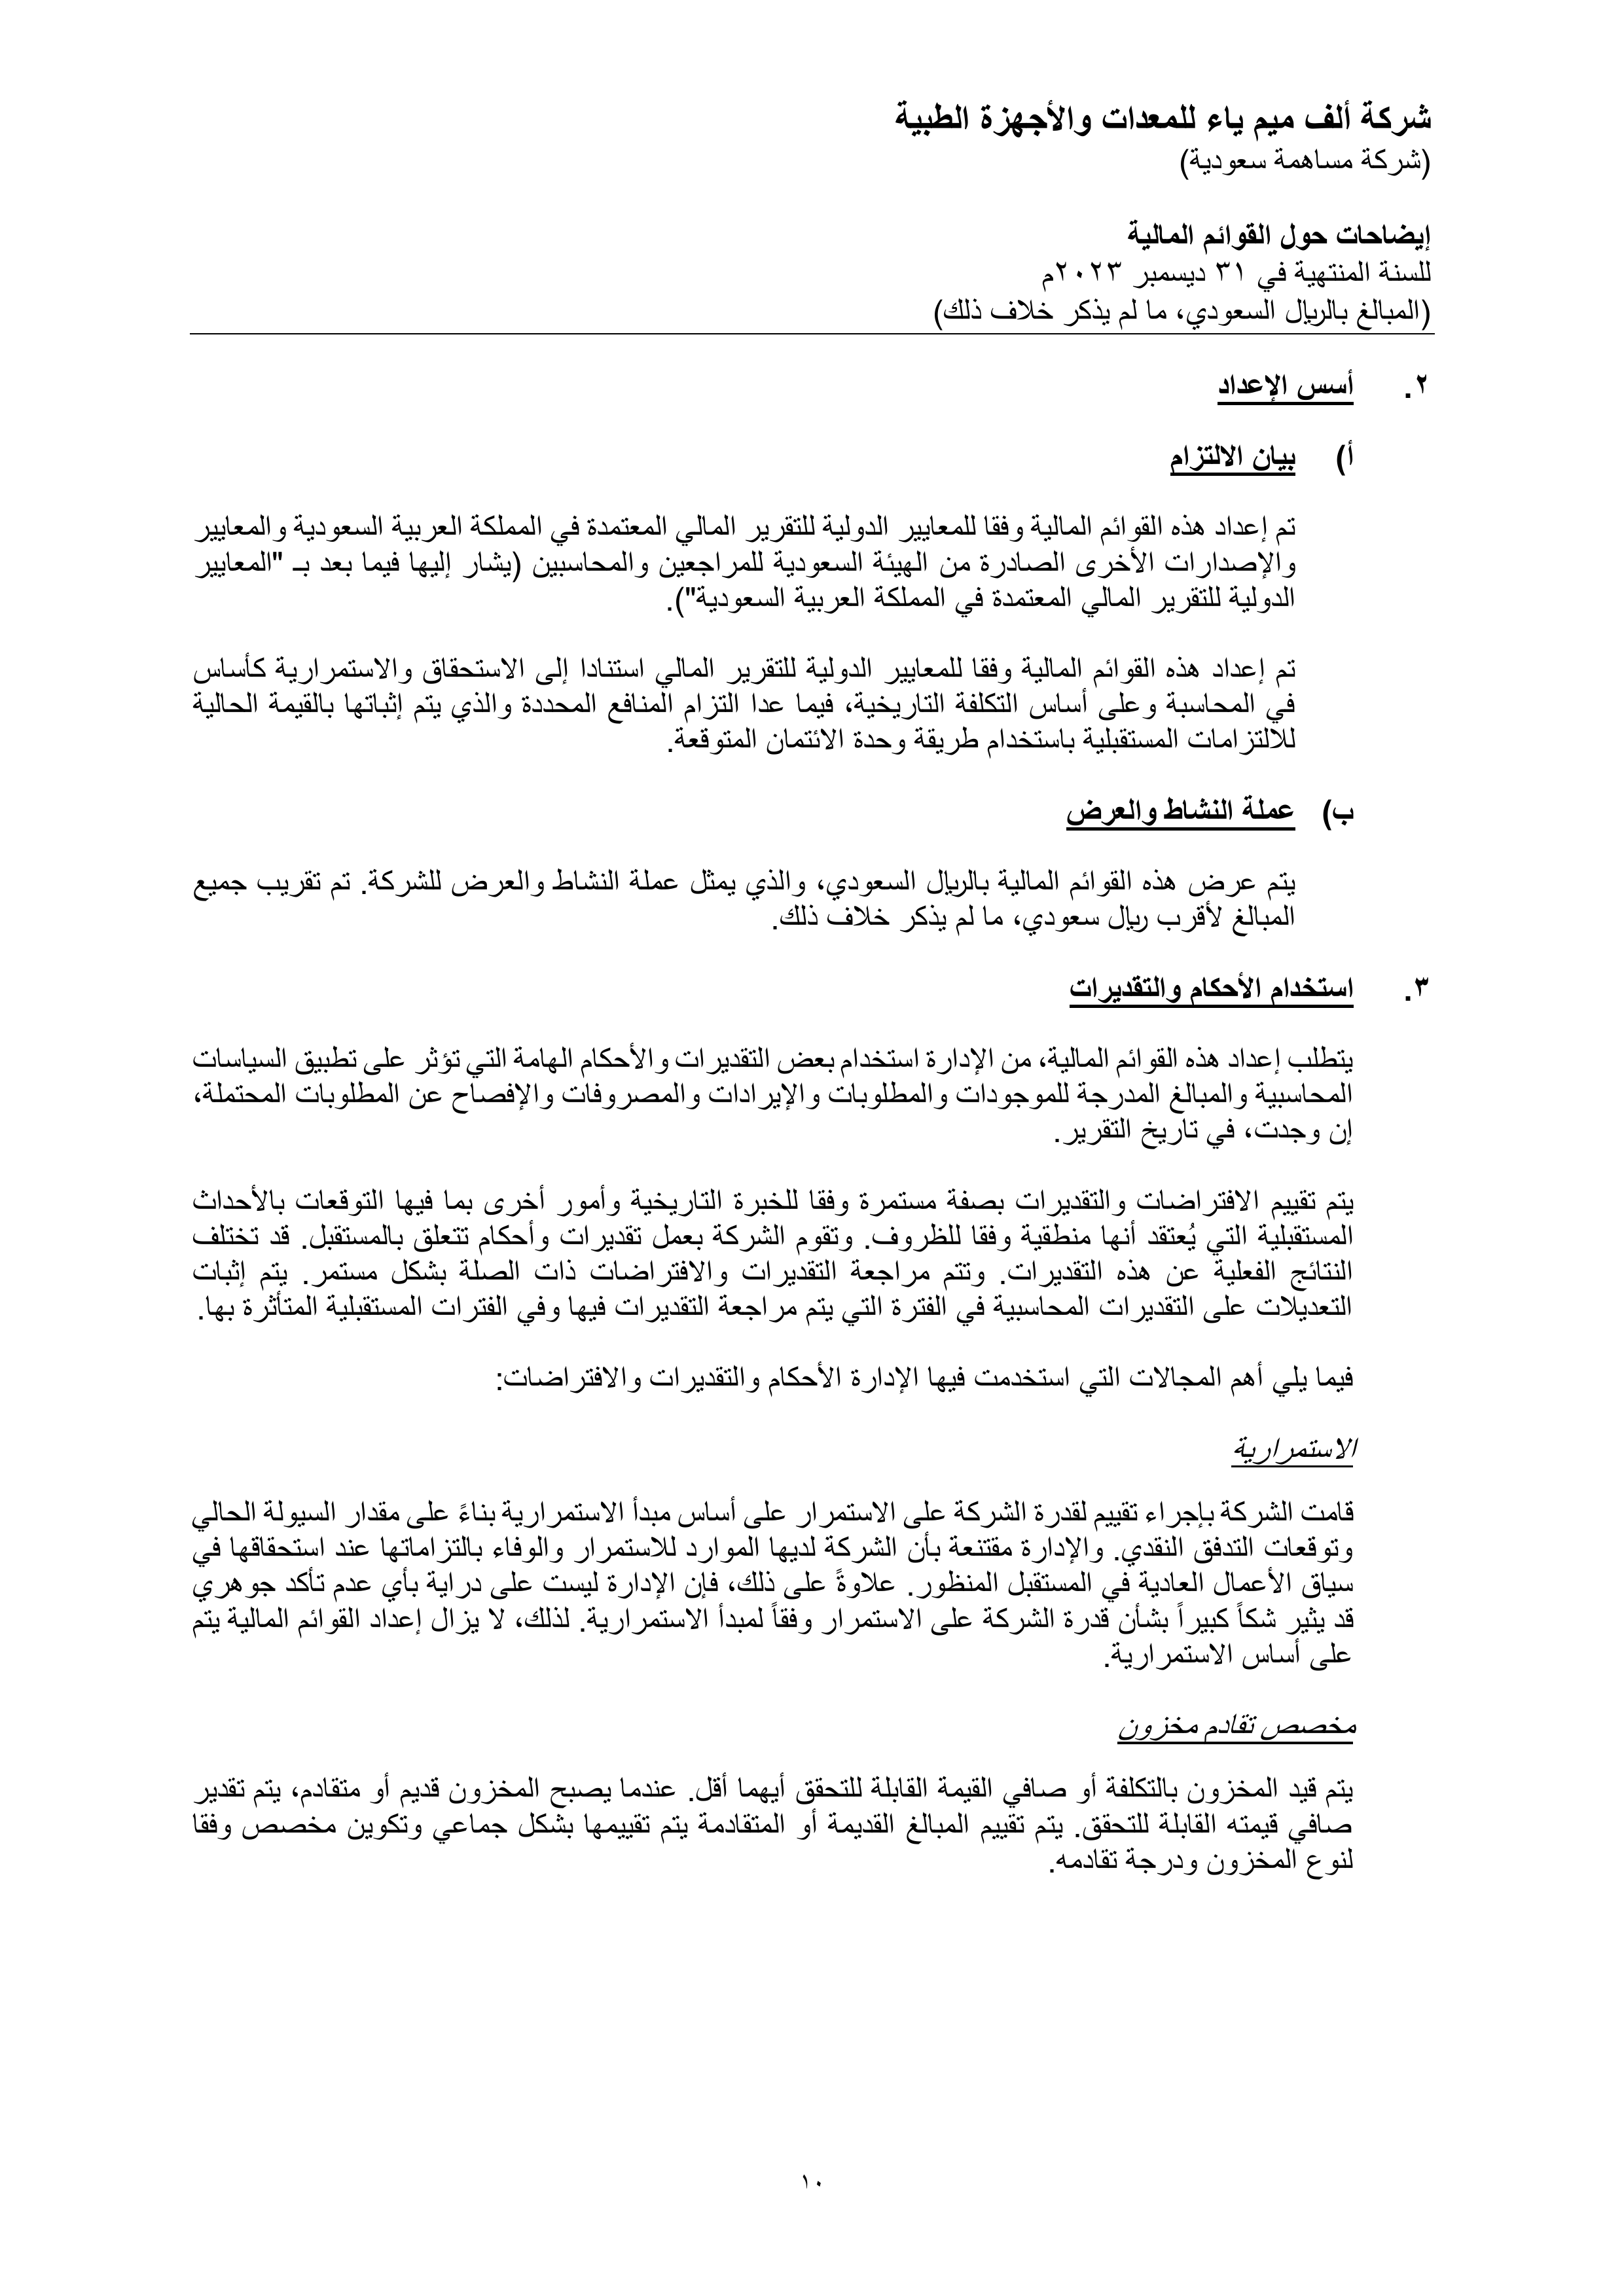 شركة ألف ميم ياء للمعدات والأجهزة الطبية
(شركة مساهمة سعودية)
إيضاحات حول القوائم المالية
للسنة المنتهية في ٣١ ديسمبر ٢٠٢٣م
(المبالغ بالريال السعودي، ما لم يذكر خلاف ذلك)
٢. أسس الإعداد
أ) بيان الالتزام
تم إعداد هذه القوائم المالية وفقا للمعايير الدولية للتقرير المالي المعتمدة في المملكة العربية السعودية والمعايير
والإصدارات الأخرى الصادرة من الهيئة السعودية للمراجعين والمحاسبين (يشار إليها فيما بعد بـ "المعايير
الدولية للتقرير المالي المعتمدة في المملكة العربية السعودية").
تم إعداد هذه القوائم المالية وفقا للمعايير الدولية للتقرير المالي استنادا إلى الاستحقاق والاستمرارية كأساس
في المحاسبة وعلى أساس التكلفة التاريخية، فيما عدا التزام المنافع المحددة والذي يتم إثباتها بالقيمة الحالية
للالتزامات المستقبلية باستخدام طريقة وحدة الائتمان المتوقعة.
ب) عملة النشاط والعرض
يتم عرض هذه القوائم المالية بالريال السعودي، والذي يمثل عملة النشاط والعرض للشركة. تم تقريب جميع
المبالغ لأقرب ريال سعودي، ما لم يذكر خلاف ذلك.
٣. استخدام الأحكام والتقديرات
يتطلب إعداد هذه القوائم المالية، من الإدارة استخدام بعض التقديرات والأحكام الهامة التي تؤثر على تطبيق السياسات
المحاسبية والمبالغ المدرجة للموجودات والمطلوبات والإيرادات والمصروفات والإفصاح عن المطلوبات المحتملة،
إن وجدت، في تاريخ التقرير.
يتم تقييم الافتراضات والتقديرات بصفة مستمرة وفقا للخبرة التاريخية وأمور أخرى بما فيها التوقعات بالأحداث
المستقبلية التي يُعتقد أنها منطقية وفقا للظروف. وتقوم الشركة بعمل تقديرات وأحكام تتعلق بالمستقبل. قد تختلف
النتائج الفعلية عن هذه التقديرات. وتتم مراجعة التقديرات والافتراضات ذات الصلة بشكل مستمر. يتم إثبات
التعديلات على التقديرات المحاسبية في الفترة التي يتم مراجعة التقديرات فيها وفي الفترات المستقبلية المتأثرة بها.
فيما يلي أهم المجالات التي استخدمت فيها الإدارة الأحكام والتقديرات والافتراضات:
الاستمرارية
قامت الشركة بإجراء تقييم لقدرة الشركة على الاستمرار على أساس مبدأ الاستمرارية بناءً على مقدار السيولة الحالي
وتوقعات التدفق النقدي. والإدارة مقتنعة بأن الشركة لديها الموارد للاستمرار والوفاء بالتزاماتها عند استحقاقها في
سياق الأعمال العادية في المستقبل المنظور. علاوةً على ذلك، فإن الإدارة ليست على دراية بأي عدم تأكد جوهري
قد يثير شكاً كبيراً بشأن قدرة الشركة على الاستمرار وفقاً لمبدأ الاستمرارية. لذلك، لا يزال إعداد القوائم المالية يتم
على أساس الاستمرارية.
مخصص تقادم مخزون
يتم قيد المخزون بالتكلفة أو صافي القيمة القابلة للتحقق أيهما أقل. عندما يصبح المخزون قديم أو متقادم، يتم تقدير
صافي قيمته القابلة للتحقق. يتم تقييم المبالغ القديمة أو المتقادمة يتم تقييمها بشكل جماعي وتكوين مخصص وفقا
لنوع المخزون ودرجة تقادمه.
١٠